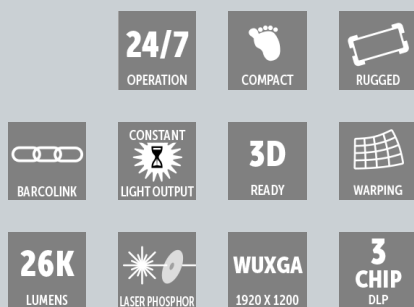 24/7
OPERATION
COMPACT
RUGGED
BARCOLINK
CONSTANT
LIGHT OUTPUT
3D
READY
WARPING
26K
LUMENS
LASER PHOSPHOR
WUXGA
1920 X 1200
3
CHIP
DLP